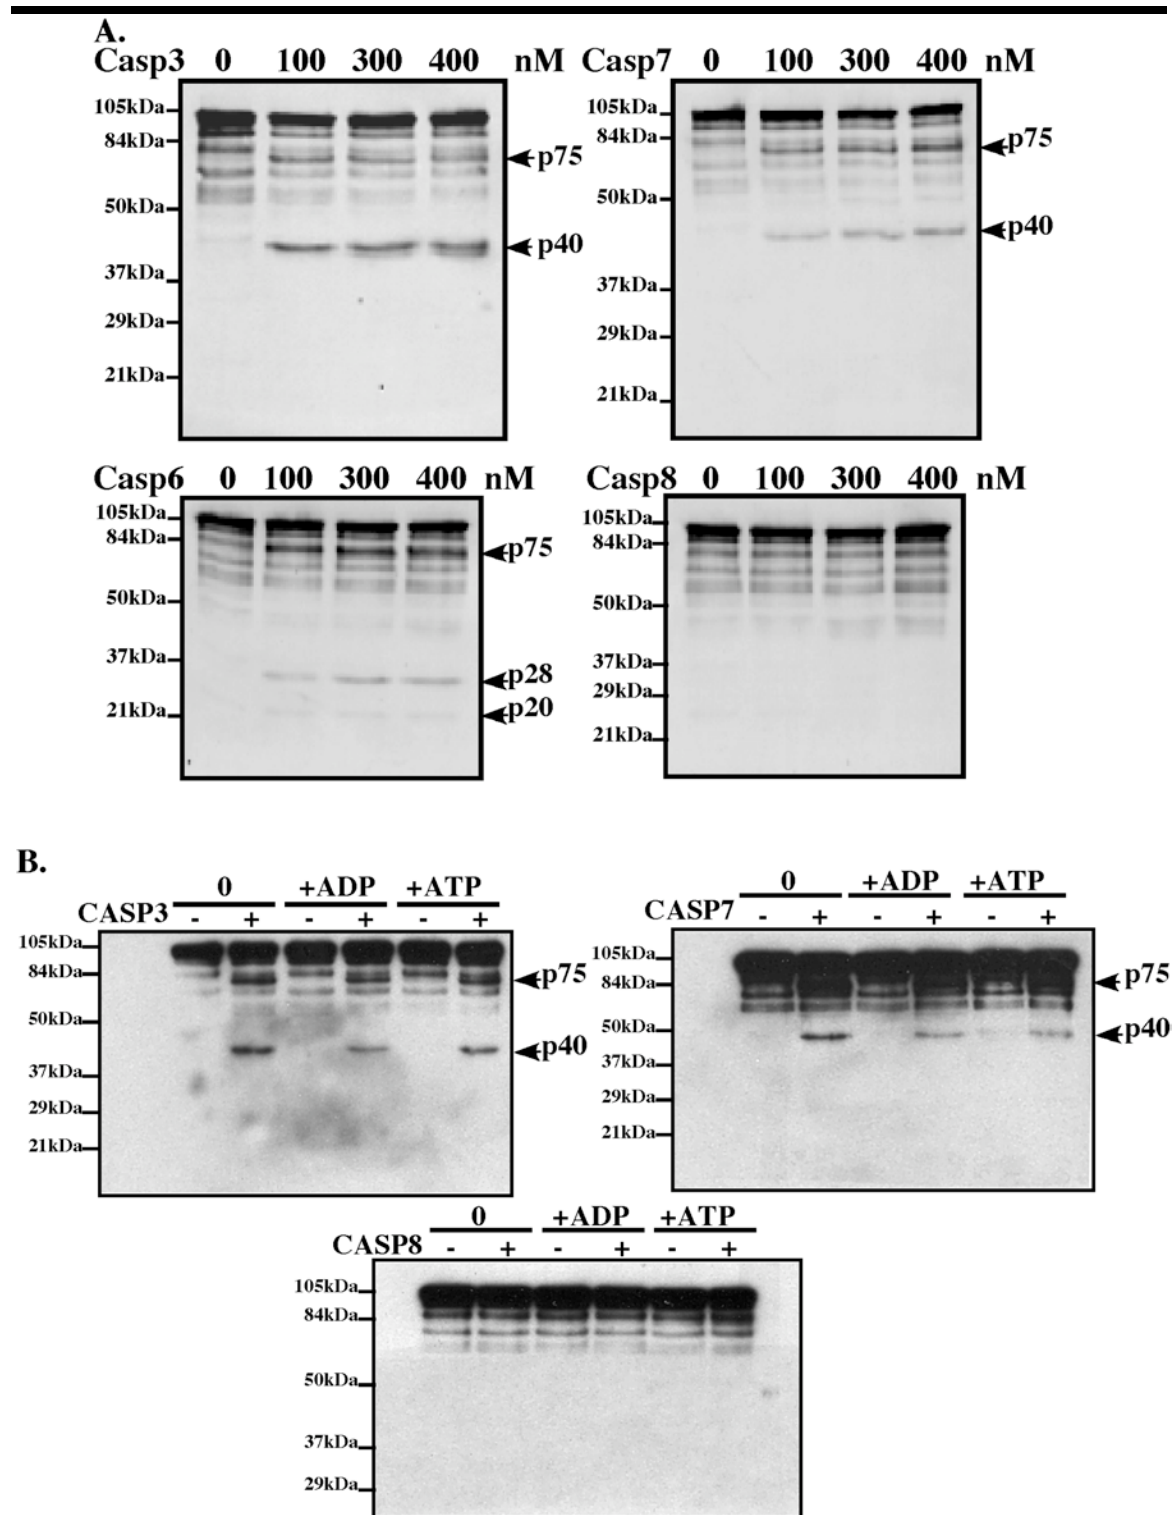 A.
Casp3 0 100 300 400 nM
105kDa
84kDa
p75
50kDa
p40
37kDa
29kDa
21kDa
Casp7 0 100 300 400 nM
105kDa
84kDa
p75
50kDa
p40
37kDa
29kDa
21kDa
Casp6 0 100 300 400 nM
105kDa
84kDa
p75
50kDa
37kDa
p28
21kDa
p20
Casp8 0 100 300 400 nM
105kDa
84kDa
50kDa
37kDa
29kDa
21kDa
B.
0 +ADP +ATP
CASP3 - + - + - +
105kDa
84kDa
p75
50kDa
p40
37kDa
29kDa
21kDa
0 +ADP +ATP
CASP7 - + - + - +
105kDa
84kDa
p75
50kDa
p40
37kDa
29kDa
21kDa
0 +ADP +ATP
CASP8 - + - + - +
105kDa
84kDa
50kDa
37kDa
29kDa